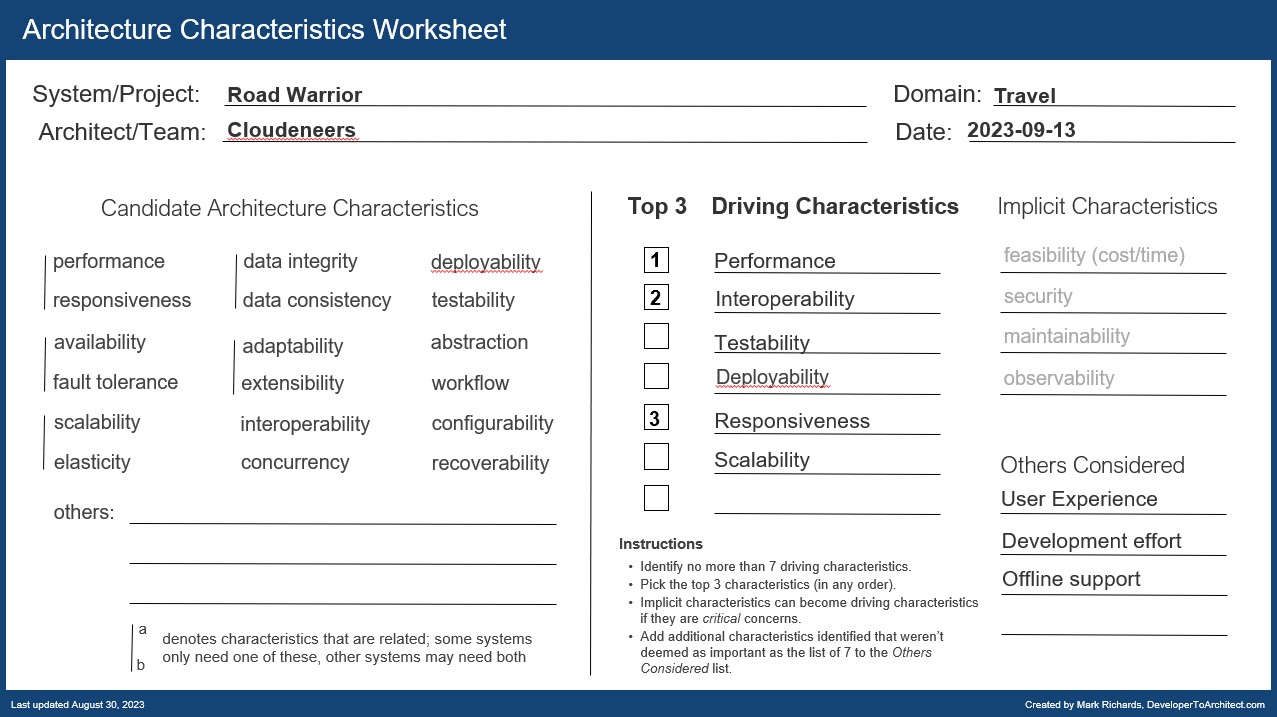 Architecture Characteristics Worksheet
System/Project: Road Warrior
Domain: Travel
Architect/Team: Cloudeneers
Date: 2023-09-13
Candidate Architecture Characteristics
performance
responsiveness
availability
fault tolerance
scalability
elasticity
data integrity
data consistency
adaptability
extensibility
interoperability
concurrency
deployability
testability
abstraction
workflow
configurability
recoverability
others:
a
b
denotes characteristics that are related; some systems
only need one of these, other systems may need both
Top 3 Driving Characteristics
1 Performance
2 Interoperability
Testability
Deployability
3 Responsiveness
Scalability
Instructions
• Identify no more than 7 driving characteristics.
• Pick the top 3 characteristics (in any order).
• Implicit characteristics can become driving characteristics
if they are critical concerns.
• Add additional characteristics identified that weren't
deemed as important as the list of 7 to the Others
Considered list.
Implicit Characteristics
feasibility (cost/time)
security
maintainability
observability
Others Considered
User Experience
Development effort
Offline support
Last updated August 30, 2023
Created by Mark Richards, DeveloperToArchitect.com